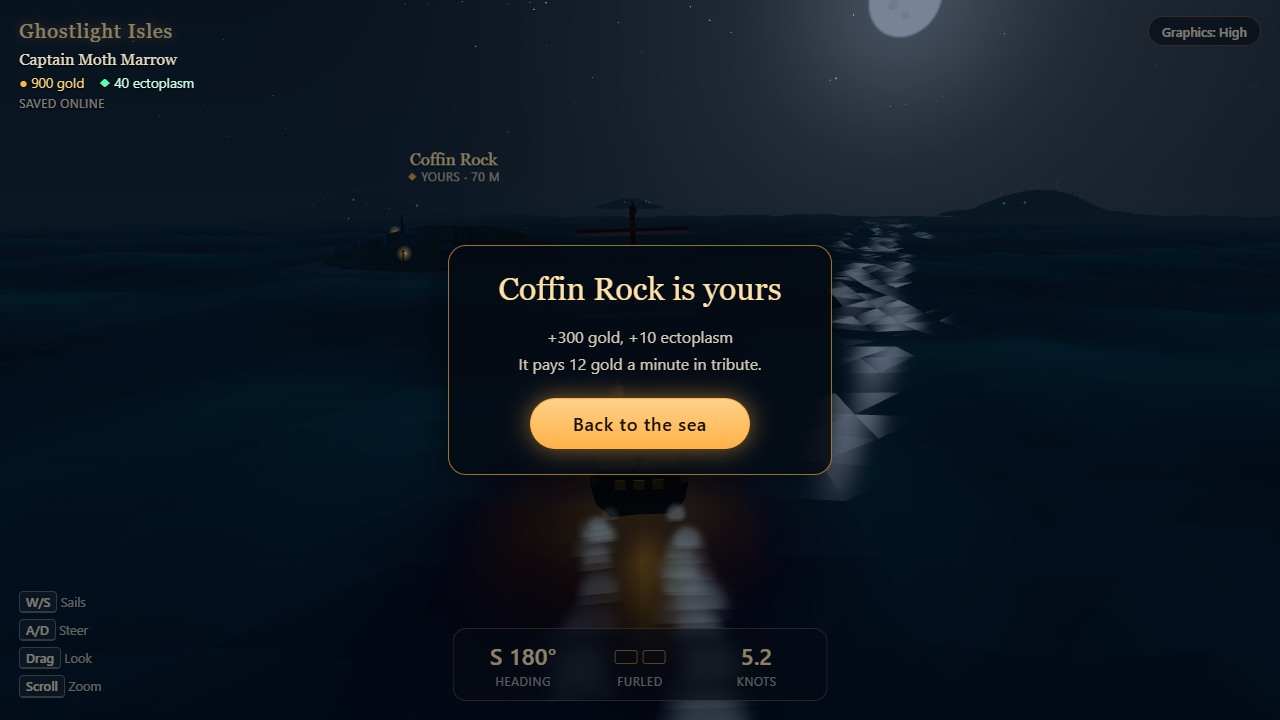 Ghostlight Isles
Captain Moth Marrow
900 gold 40 ectoplasm
SAVED ONLINE
Graphics: High
Coffin Rock
YOURS · 70 M
Coffin Rock is yours
+300 gold, +10 ectoplasm
It pays 12 gold a minute in tribute.
Back to the sea
W/S Sails
A/D Steer
Drag Look
Scroll Zoom
S 180° 5.2
HEADING FURLED KNOTS